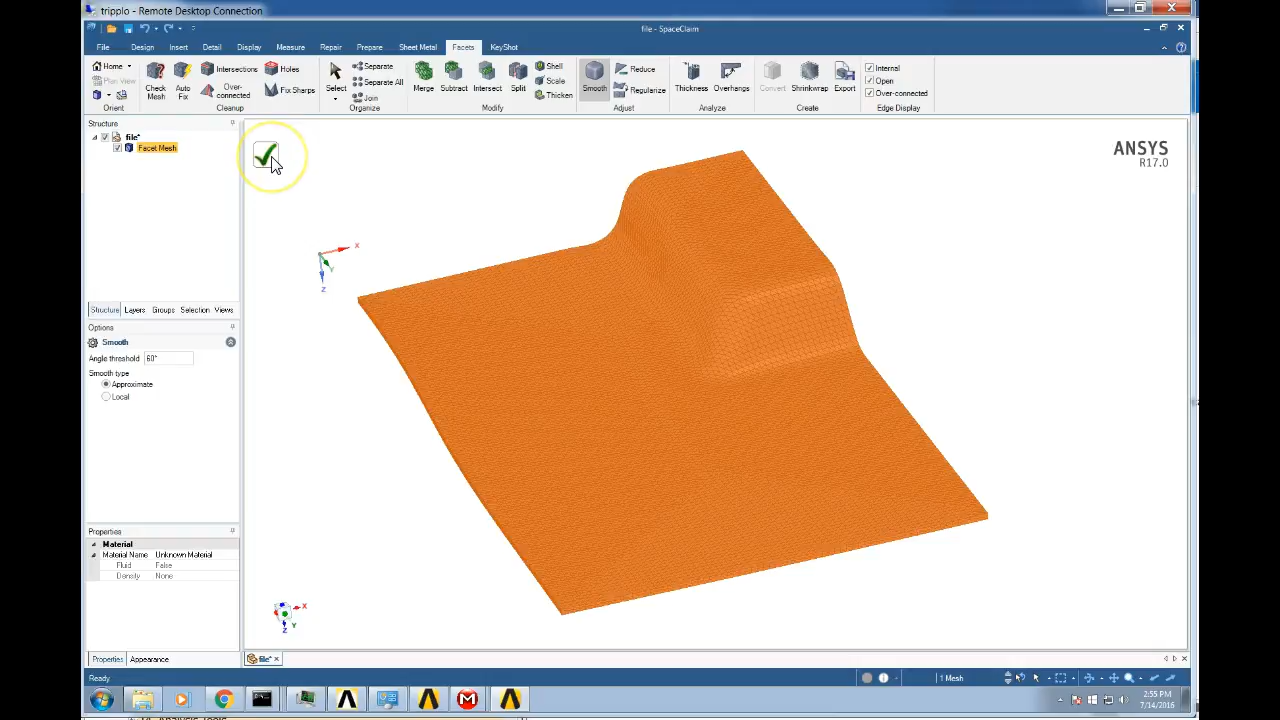 tripplo - Remote Desktop Connection
file - SpaceClaim
File Design Insert Detail Display Measure Repair Prepare Sheet Metal Facets KeyShot
Home
Plan View
Orient
Check Mesh
Auto Fix
Intersections
Over-connected
Holes
Fix Sharps
Cleanup
Select
Separate
Separate All
Join
Organize
Merge
Subtract
Intersect
Split
Shell
Scale
Thicken
Modify
Smooth
Reduce
Regularize
Adjust
Thickness
Overhangs
Analyze
Convert
Shrinkwrap
Export
Create
Internal
Open
Over-connected
Edge Display
Structure
file*
Facet Mesh
ANSYS
R17.0
X
Y
Z
Structure Layers Groups Selection Views
Options
Smooth
Angle threshold 60°
Smooth type
Approximate
Local
Properties
Material
Material Name Unknown Material
Fluid False
Density None
X
Y
Z
Properties Appearance
file*
Ready
1 Mesh
2:55 PM
7/14/2016